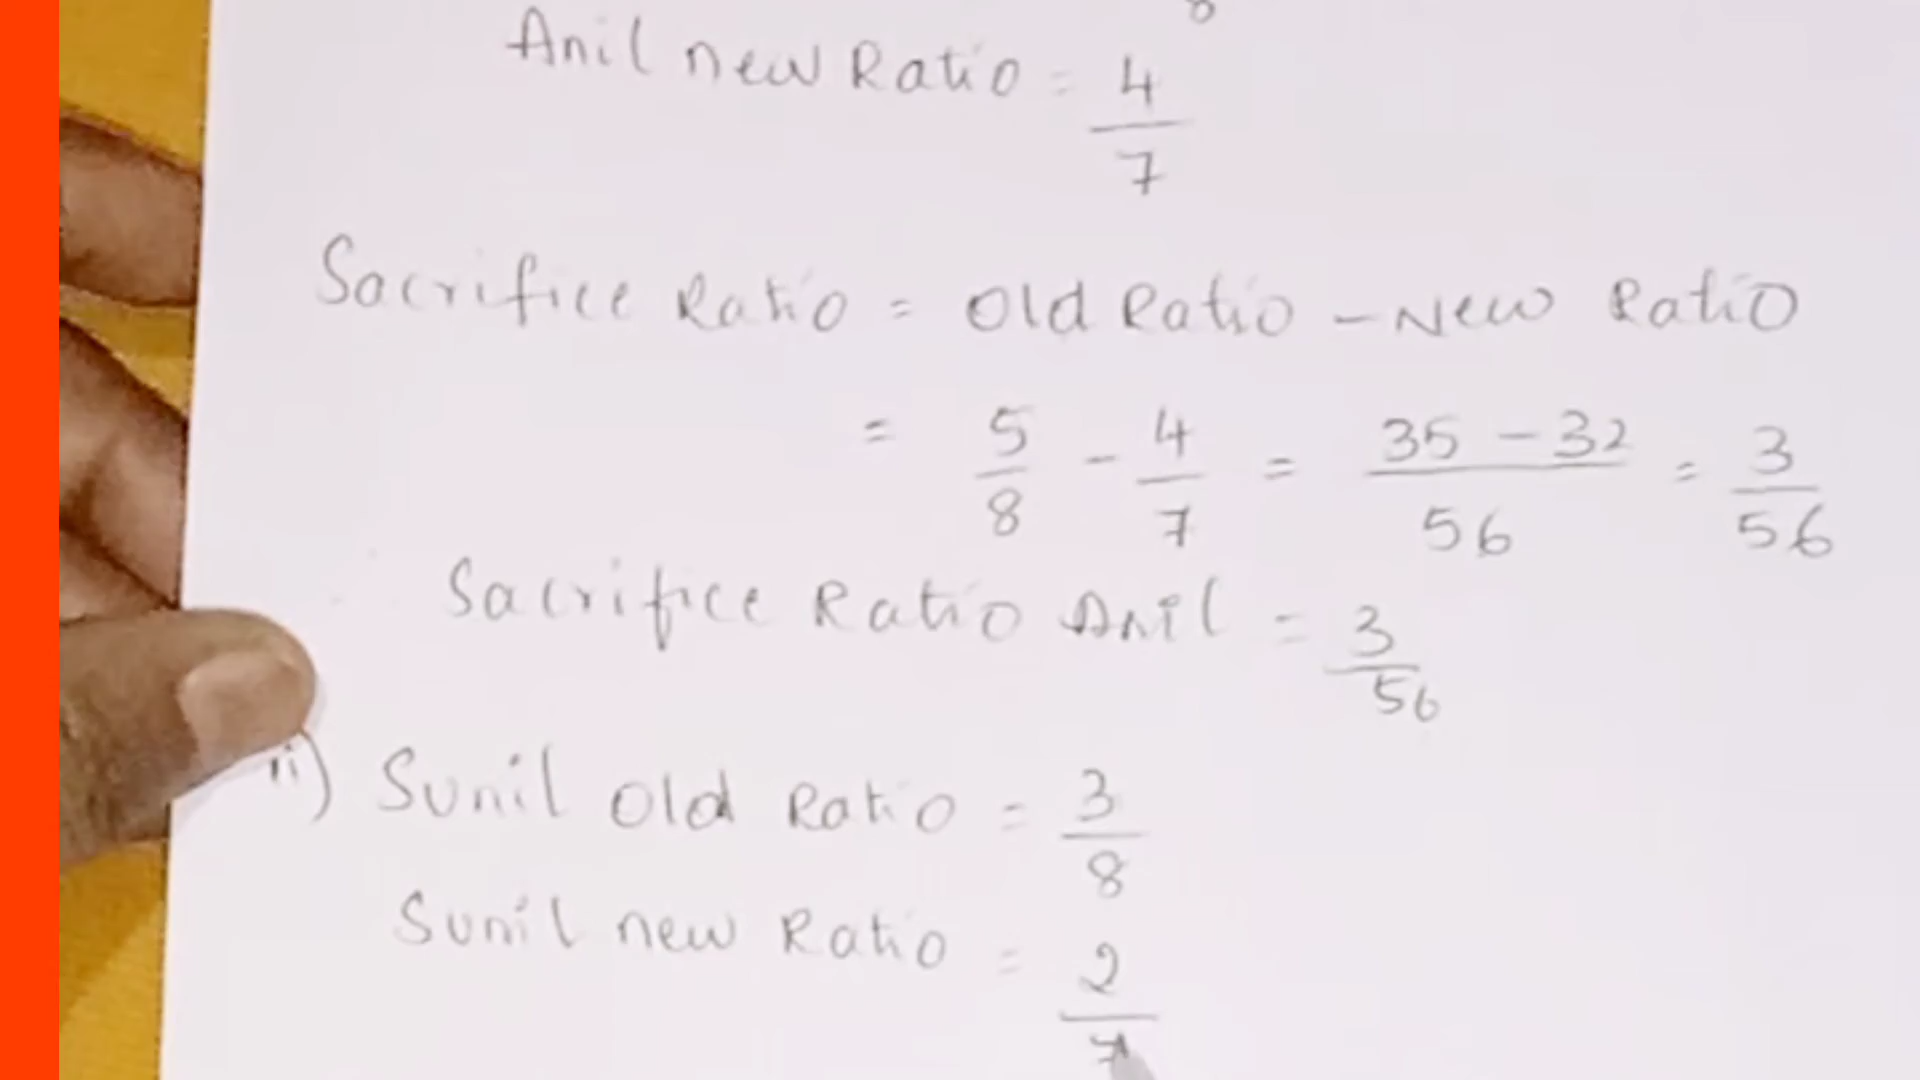 Anil new Ratio = 4/7
Sacrifice Ratio = Old Ratio - New Ratio
= 5/8 - 4/7 = 35 - 32/56 = 3/56
Sacrifice Ratio Anil = 3/56
ii) Sunil Old Ratio = 3/8
Sunil new Ratio = 2/7